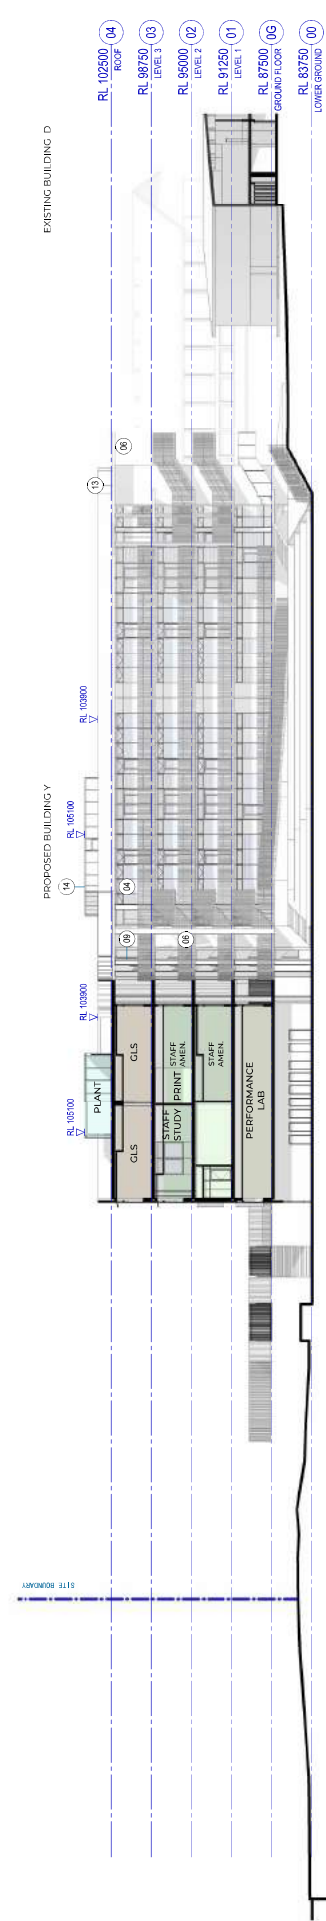 RL 102500
04
ROOF
RL 98750
03
LEVEL 3
RL 95000
02
LEVEL 2
RL 91250
01
LEVEL 1
RL 87500
0G
GROUND FLOOR
RL 83750
00
LOWER GROUND
EXISTING BUILDING D
06
13
RL 103900
PROPOSED BUILDING Y
RL 105100
14
04
09
06
RL 103900
RL 105100
PLANT
GLS
GLS
STAFF
AMEN.
PRINT
STAFF
STUDY
STAFF
AMEN.
PERFORMANCE
LAB
SITE BOUNDARY